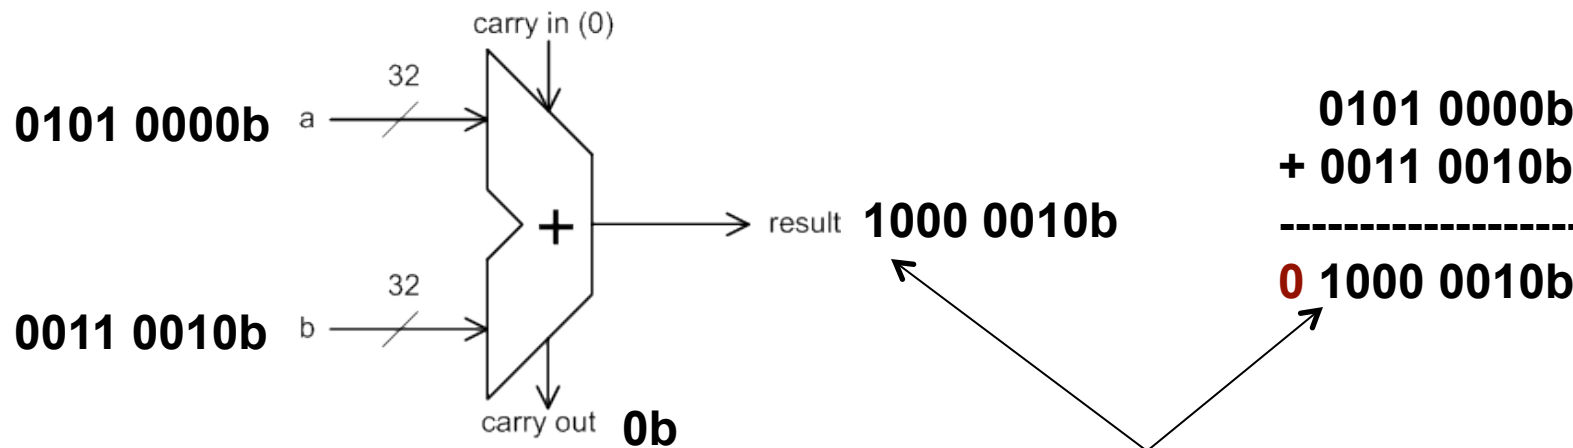 carry in (0)
32
0101 0000b a
+
result 1000 0010b
32
0011 0010b b
carry out 0b
0101 0000b
+ 0011 0010b
--------------------
0 1000 0010b